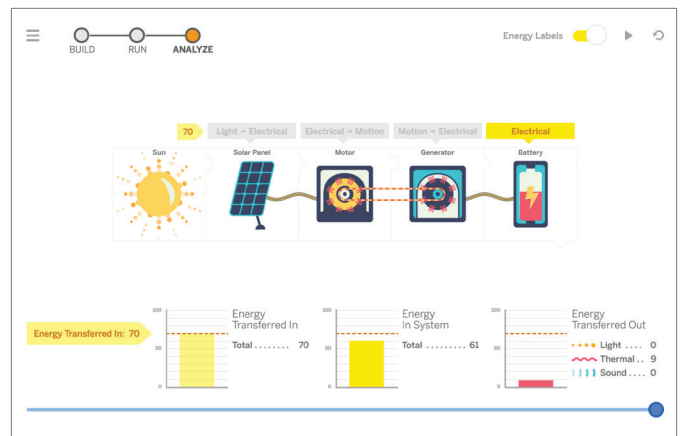 Energy Labels
BUILD RUN ANALYZE
70 Light → Electrical Electrical → Motion Motion → Electrical Electrical
Sun Solar Panel Motor Generator Battery
Energy Transferred In: 70
100
50
0
Energy
Transferred In
Total ........ 70
100
50
0
Energy
In System
Total ......... 61
100
50
0
Energy
Transferred Out
Light .... 0
Thermal .. 9
Sound .... 0